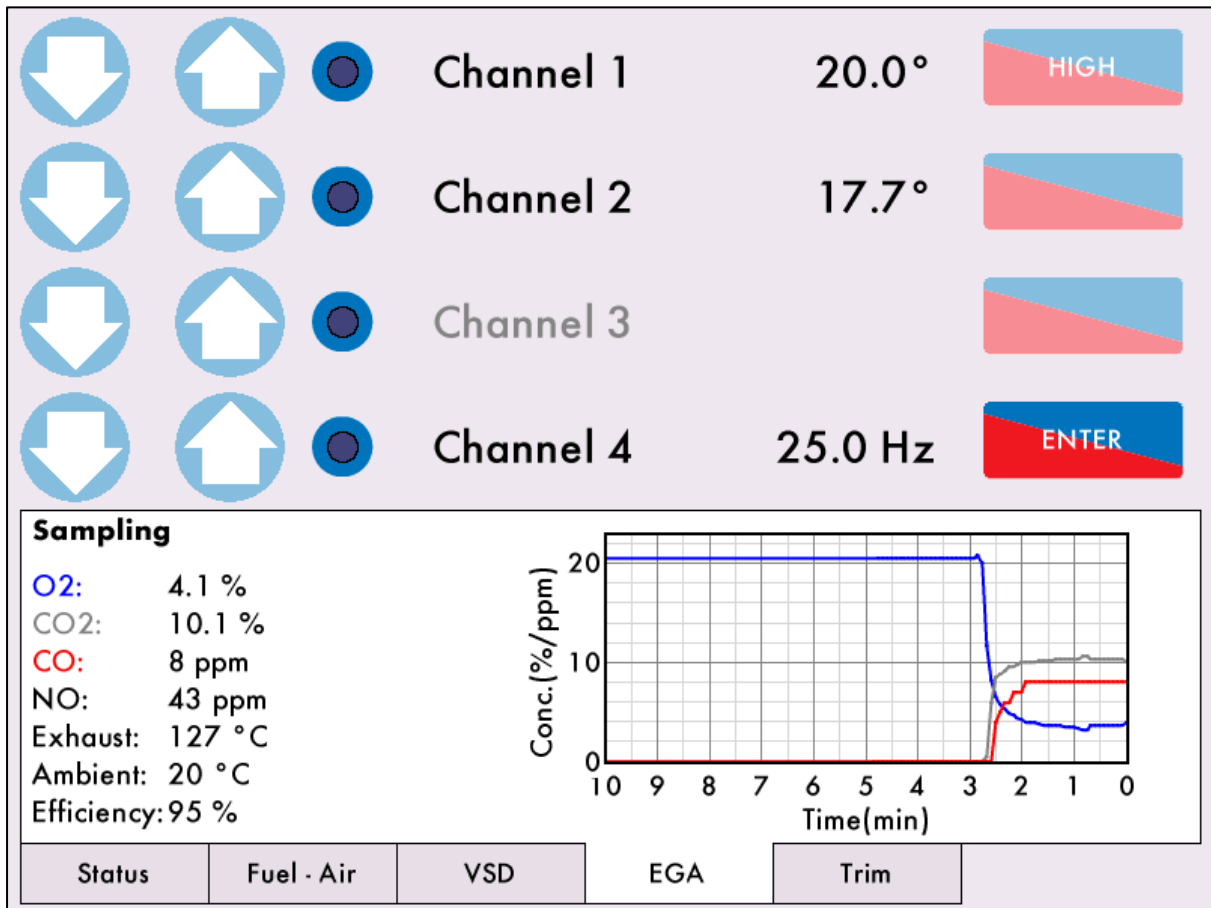 Channel 1 20.0° HIGH
Channel 2 17.7°
Channel 3
Channel 4 25.0 Hz ENTER
Sampling
O2: 4.1 %
CO2: 10.1 %
CO: 8 ppm
NO: 43 ppm
Exhaust: 127 °C
Ambient: 20 °C
Efficiency: 95 %
Conc.(%/ppm)
20
10
0
10 9 8 7 6 5 4 3 2 1 0
Time(min)
Status Fuel - Air VSD EGA Trim